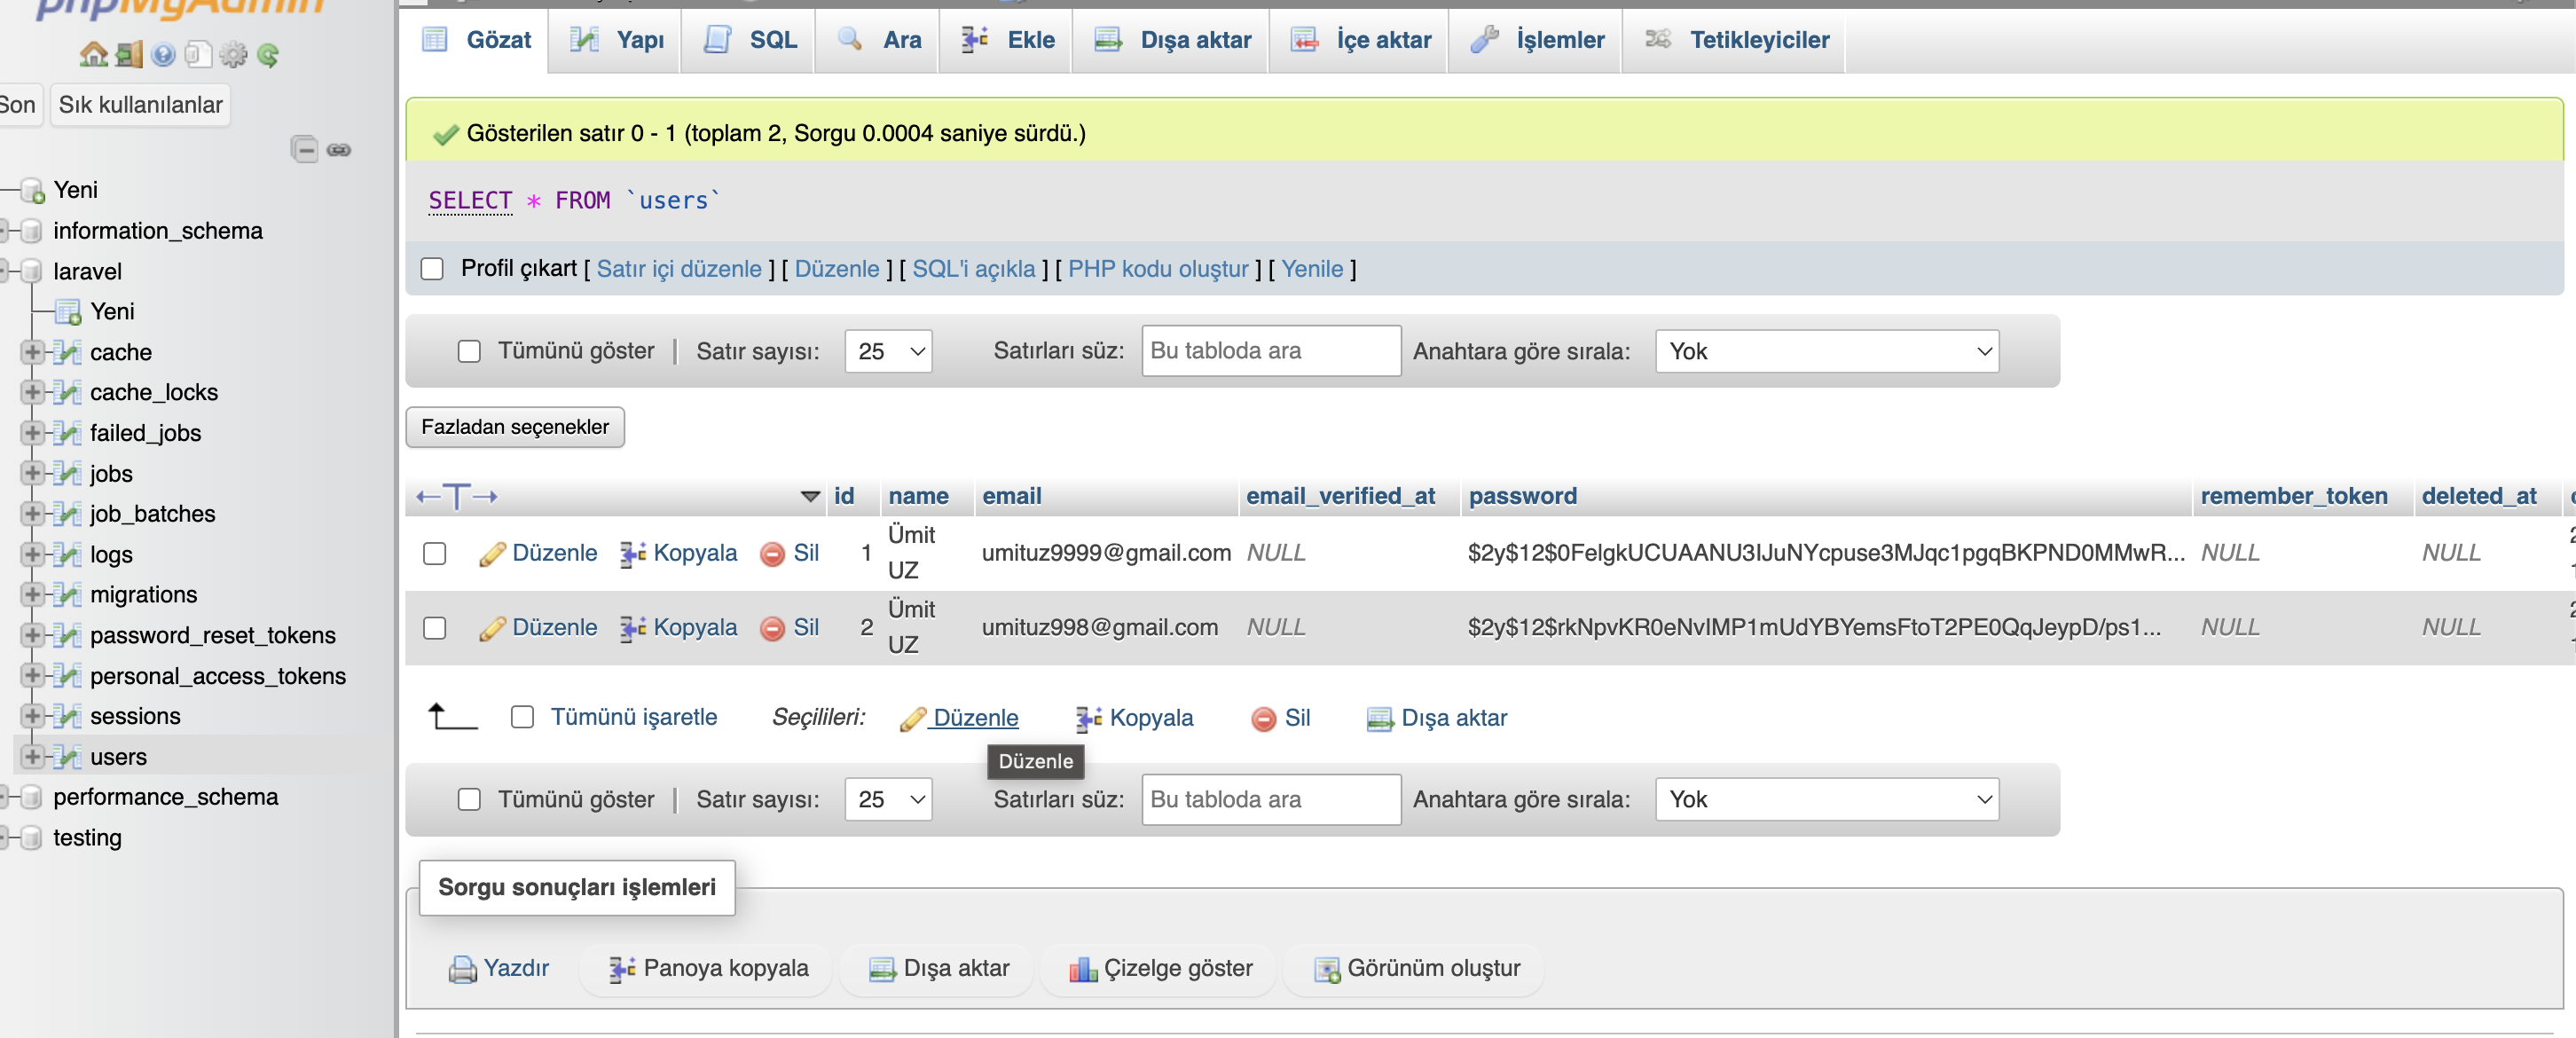 phpMyAdmin
Son Sık kullanılanlar
Yeni
information_schema
laravel
Yeni
cache
cache_locks
failed_jobs
jobs
job_batches
logs
migrations
password_reset_tokens
personal_access_tokens
sessions
users
performance_schema
testing
Gözat Yapı SQL Ara Ekle Dışa aktar İçe aktar İşlemler Tetikleyiciler
Gösterilen satır 0 - 1 (toplam 2, Sorgu 0.0004 saniye sürdü.)
SELECT * FROM `users`
Profil çıkart [ Satır içi düzenle ] [ Düzenle ] [ SQL'i açıkla ] [ PHP kodu oluştur ] [ Yenile ]
Tümünü göster | Satır sayısı: 25 Satırları süz: Bu tabloda ara Anahtara göre sırala: Yok
Fazladan seçenekler
←T→ id name email email_verified_at password remember_token deleted_at
Düzenle Kopyala Sil 1 Ümit UZ umituz9999@gmail.com NULL $2y$12$0FelgkUCUAANU3IJuNYcpuse3MJqc1pgqBKPND0MMwR... NULL NULL
Düzenle Kopyala Sil 2 Ümit UZ umituz998@gmail.com NULL $2y$12$rkNpvKR0eNvIMP1mUdYBYemsFtoT2PE0QqJeypD/ps1... NULL NULL
Tümünü işaretle Seçilileri: Düzenle Kopyala Sil Dışa aktar
Düzenle
Tümünü göster | Satır sayısı: 25 Satırları süz: Bu tabloda ara Anahtara göre sırala: Yok
Sorgu sonuçları işlemleri
Yazdır Panoya kopyala Dışa aktar Çizelge göster Görünüm oluştur